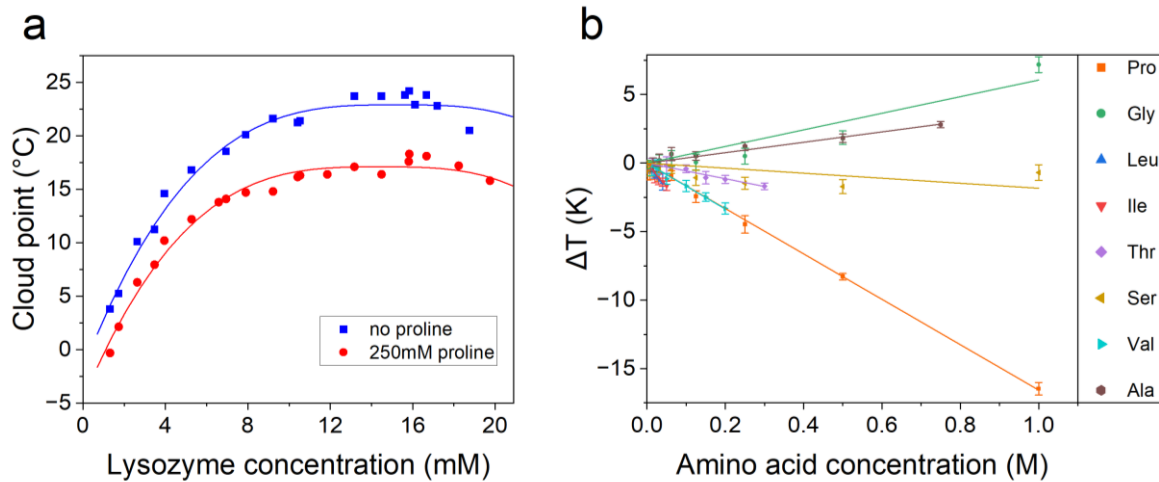 a
25
20
15
10
5
0
−5
Cloud point (°C)
no proline
250mM proline
0
4
8
12
16
20
Lysozyme concentration (mM)
b
5
0
−5
−10
−15
ΔT (K)
0.0
0.2
0.4
0.6
0.8
1.0
Amino acid concentration (M)
Pro
Gly
Leu
Ile
Thr
Ser
Val
Ala